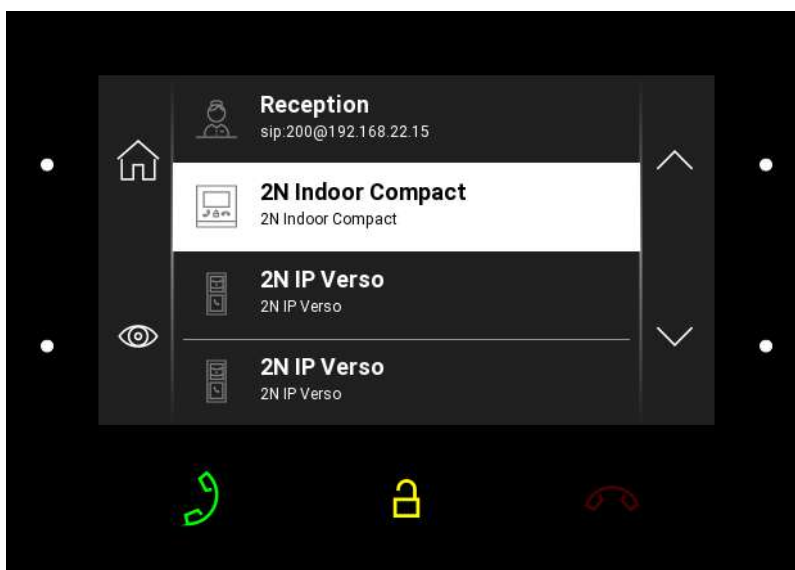 Reception
sip:200@192.168.22.15
2N Indoor Compact
2N Indoor Compact
2N IP Verso
2N IP Verso
2N IP Verso
2N IP Verso